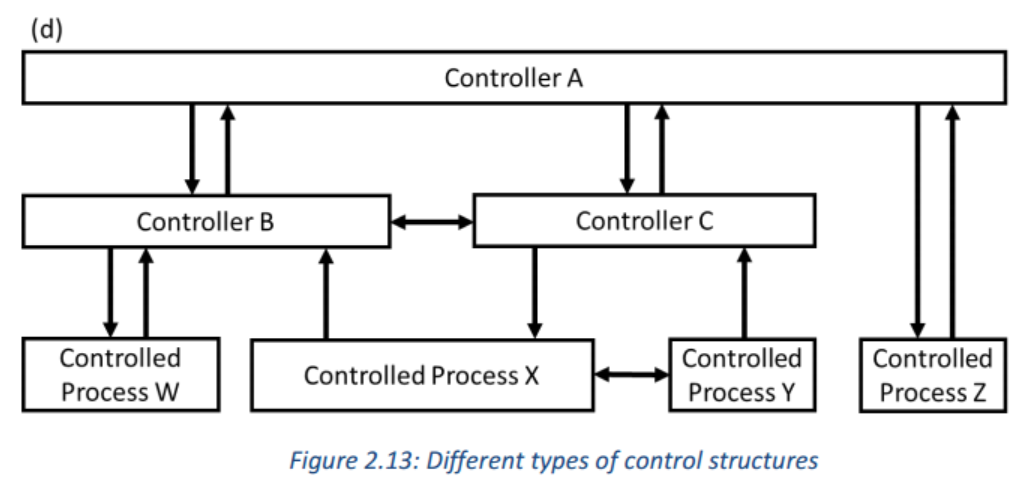 (d)
Controller A
Controller B
Controller C
Controlled
Process W
Controlled Process X
Controlled
Process Y
Controlled
Process Z
Figure 2.13: Different types of control structures